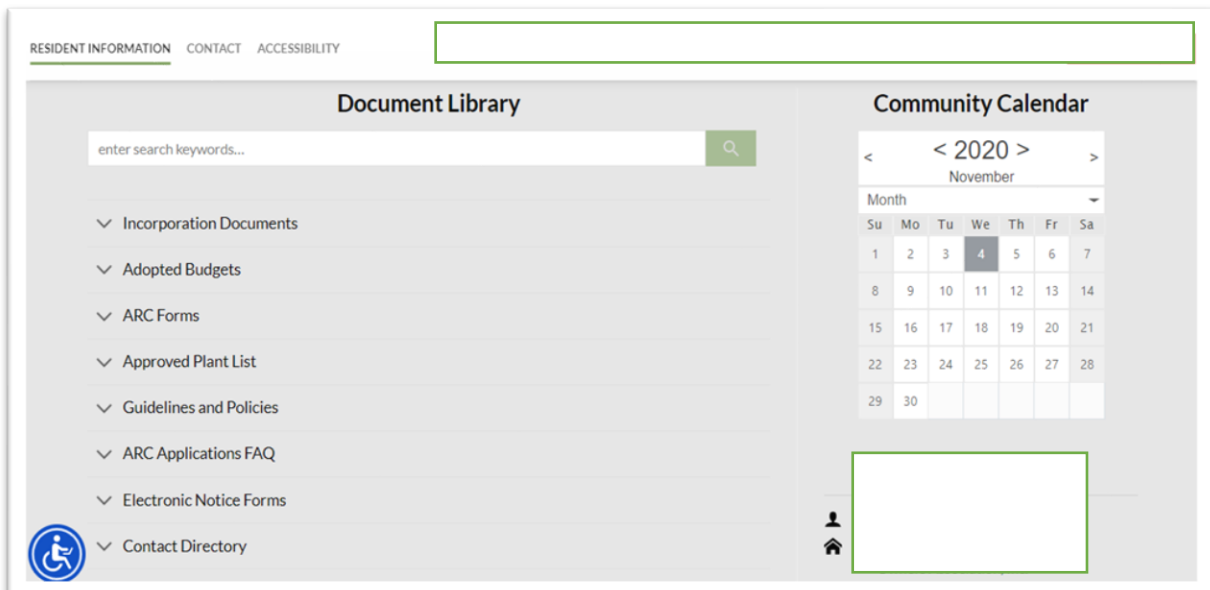 RESIDENT INFORMATION CONTACT ACCESSIBILITY
Document Library
enter search keywords...
Incorporation Documents
Adopted Budgets
ARC Forms
Approved Plant List
Guidelines and Policies
ARC Applications FAQ
Electronic Notice Forms
Contact Directory
Community Calendar
< < 2020 > >
November
Month
Su Mo Tu We Th Fr Sa
1 2 3 4 5 6 7
8 9 10 11 12 13 14
15 16 17 18 19 20 21
22 23 24 25 26 27 28
29 30